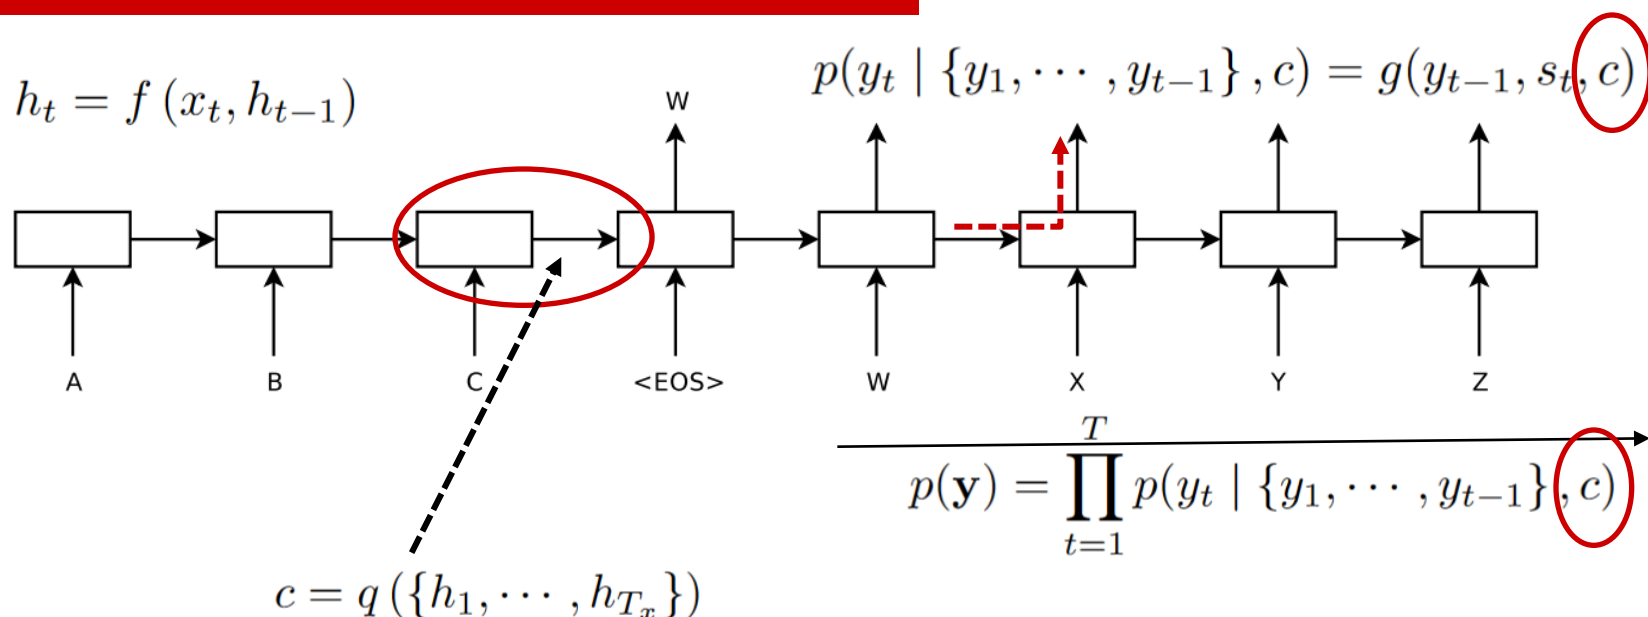 h_t = f (x_t, h_{t−1})
p(y_t | {y_1, ··· , y_{t−1}} , c) = g(y_{t−1}, s_t, c)
W
A B C <EOS> W X Y Z
p(𝐲) = ∏_{t=1}^{T} p(y_t | {y_1, ··· , y_{t−1}} , c)
c = q ({h_1, ··· , h_{T_x}})